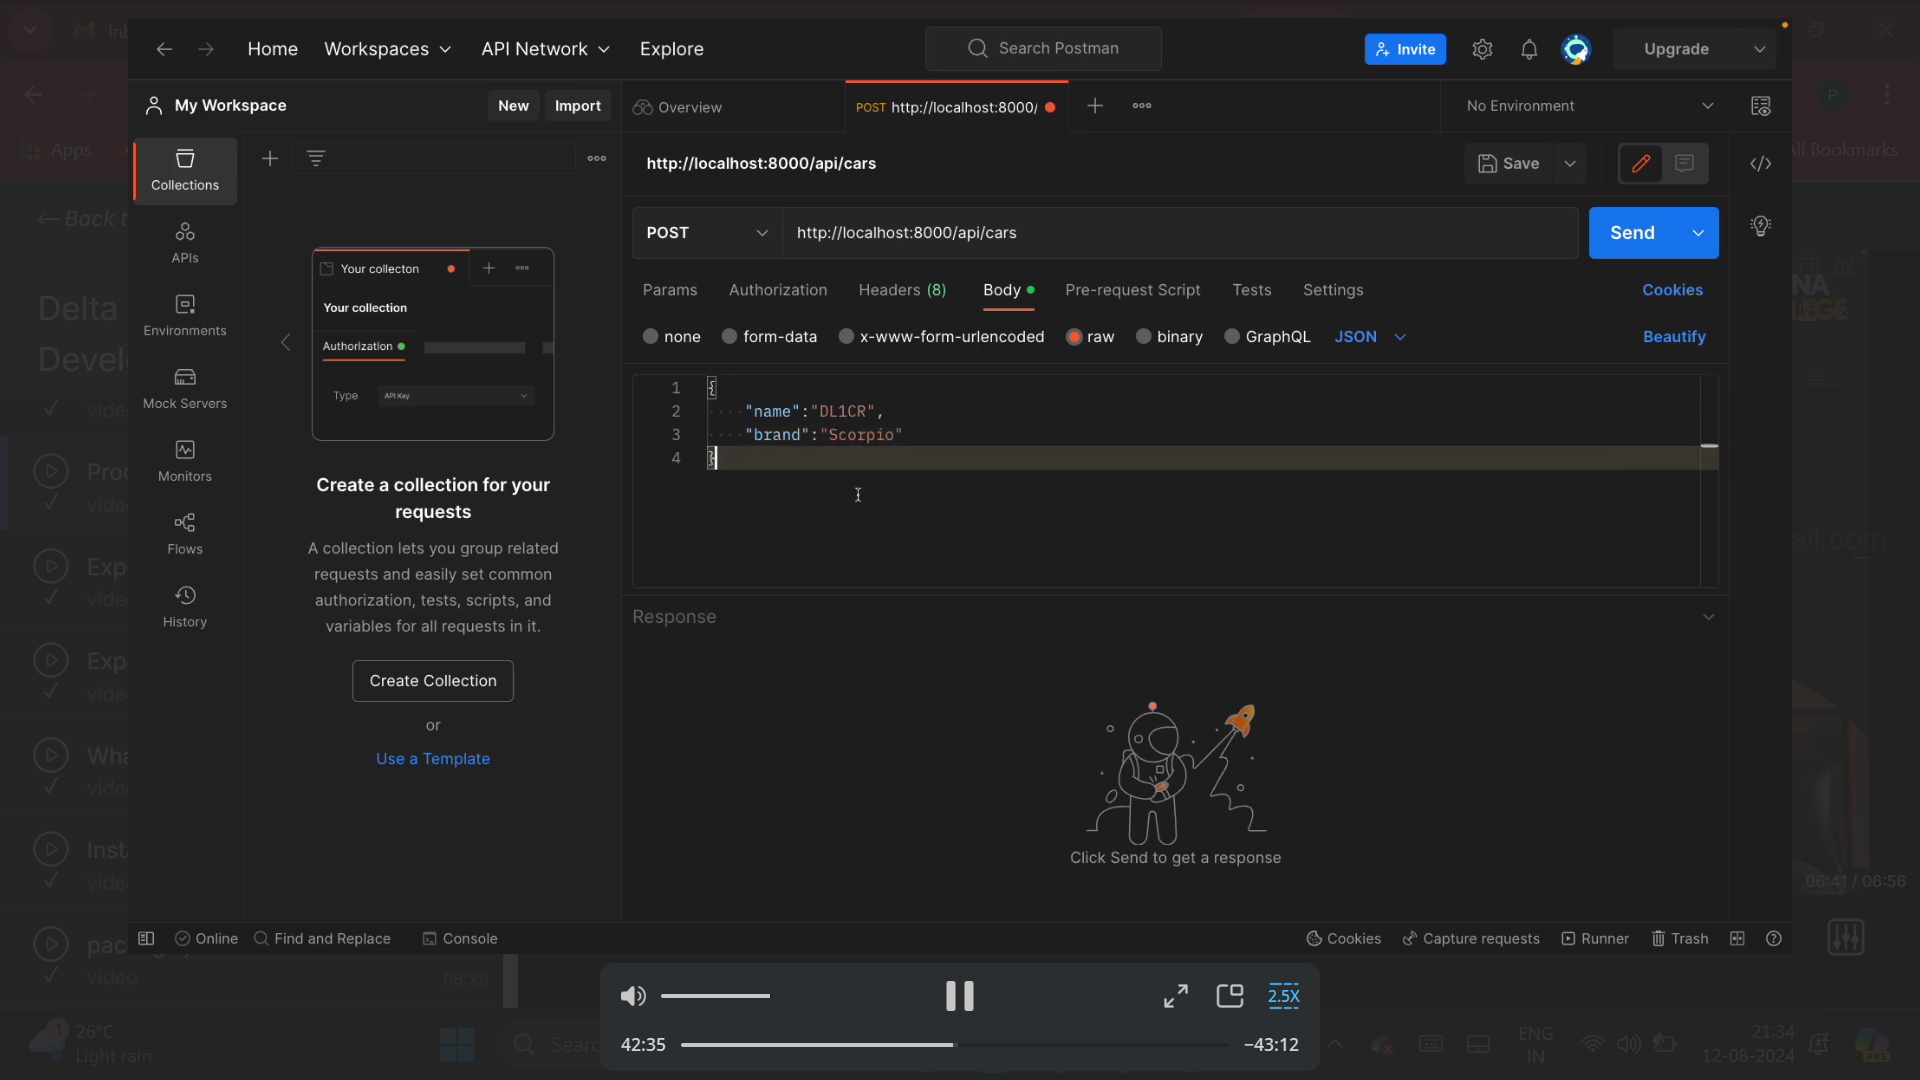 Home Workspaces API Network Explore Search Postman Invite Upgrade
My Workspace New Import Overview POST http://localhost:8000/ No Environment
Apps
All Bookmarks
Collections
http://localhost:8000/api/cars Save
← Back t
APIs
POST http://localhost:8000/api/cars Send
Your collecton
Params Authorization Headers (8) Body Pre-request Script Tests Settings Cookies
Delta
Your collection
Environments
none form-data x-www-form-urlencoded raw binary GraphQL JSON Beautify
Authorization
Develo
Type API Key
Mock Servers
1 {
2 "name":"DL1CR",
3 "brand":"Scorpio"
4 }
Monitors
Create a collection for your
requests
Flows
A collection lets you group related
requests and easily set common
authorization, tests, scripts, and
variables for all requests in it.
History
Response
ail.com
Create Collection
or
Use a Template
Click Send to get a response
06:41 / 06:56
Online Find and Replace Console Cookies Capture requests Runner Trash
video
08:29
2.5X
42:35 −43:12
26°C
Light rain
ENG
IN
21:34
12-08-2024